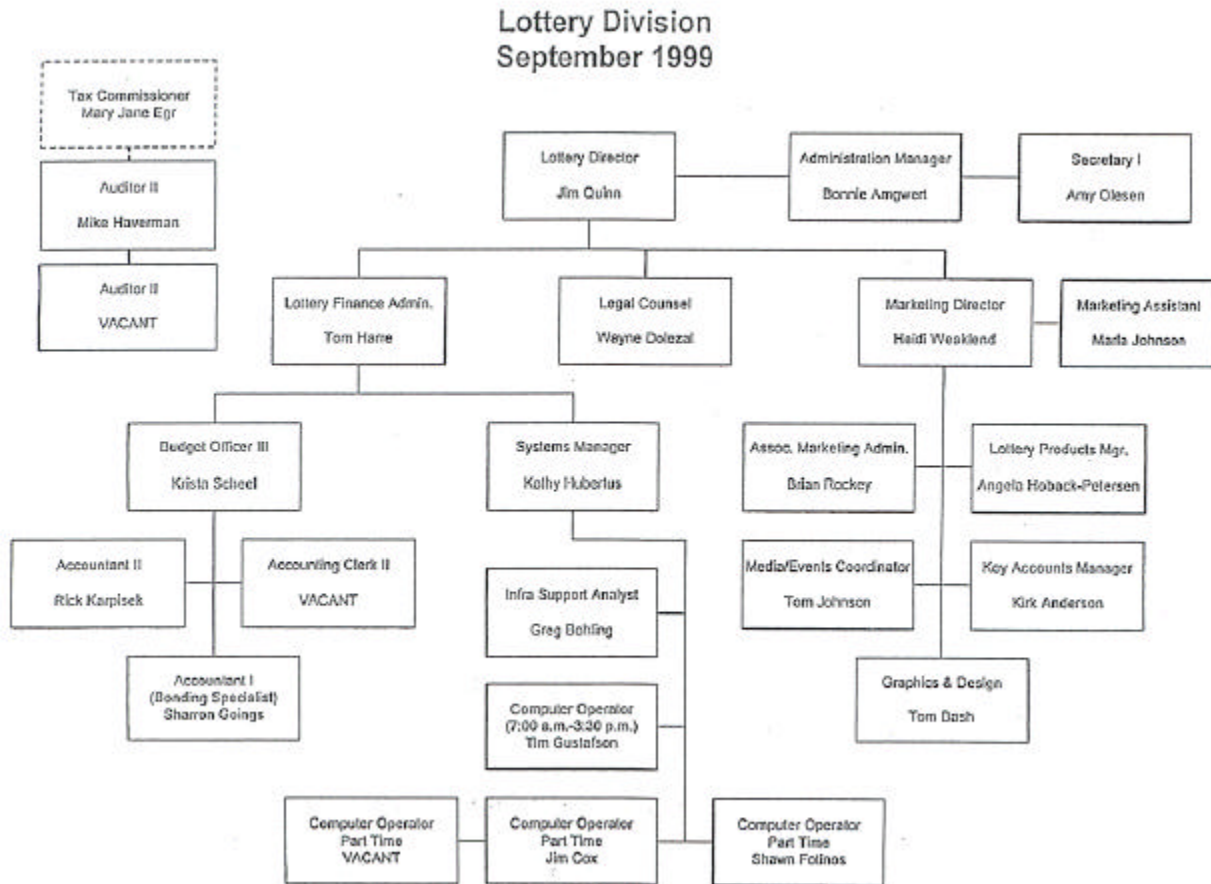 Lottery Division
September 1999
Tax Commissioner
Mary Jane Egr
Auditor III
Mike Haverman
Auditor II
VACANT
Lottery Director
Jim Quinn
Administration Manager
Bonnie Amgwert
Secretary I
Amy Olesen
Lottery Finance Admin.
Tom Harre
Legal Counsel
Wayne Dolezal
Marketing Director
Heidi Weaklend
Marketing Assistant
Marla Johnson
Budget Officer III
Krista Scheel
Systems Manager
Kathy Hubertus
Assoc. Marketing Admin.
Brian Rockey
Lottery Products Mgr.
Angela Hoback-Petersen
Accountant II
Rick Karpisek
Accounting Clerk II
VACANT
Infra Support Analyst
Greg Bohling
Media/Events Coordinator
Tom Johnson
Key Accounts Manager
Kirk Anderson
Accountant I
(Bonding Specialist)
Sharron Goings
Computer Operator
(7:00 a.m.-3:30 p.m.)
Tim Gustafson
Graphics & Design
Tom Dash
Computer Operator
Part Time
VACANT
Computer Operator
Part Time
Jim Cox
Computer Operator
Part Time
Shawn